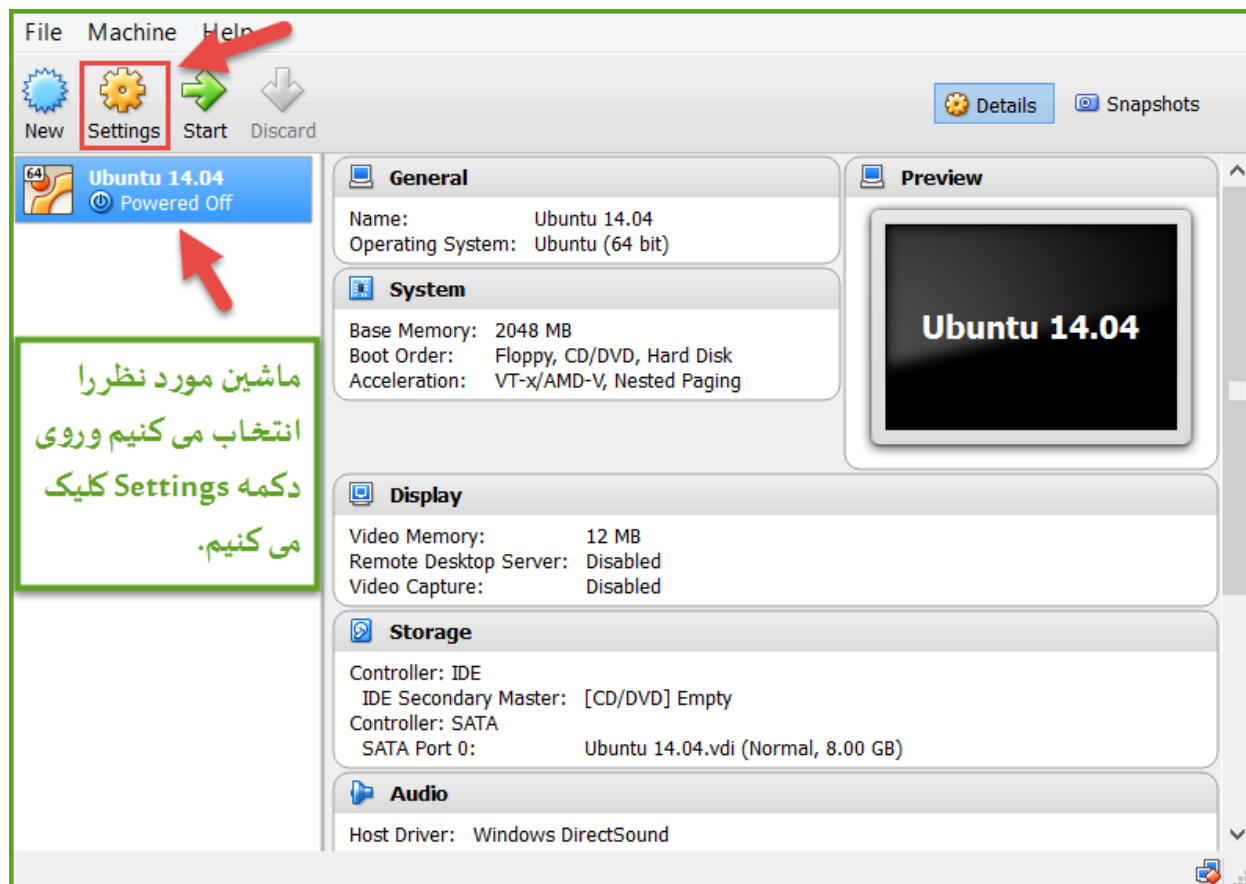 File Machine Help
New Settings Start Discard
Details Snapshots
64
Ubuntu 14.04
Powered Off
ماشین مورد نظر را
انتخاب می کنیم وروی
دکمه Settings کلیک
می کنیم.
General
Name: Ubuntu 14.04
Operating System: Ubuntu (64 bit)
System
Base Memory: 2048 MB
Boot Order: Floppy, CD/DVD, Hard Disk
Acceleration: VT-x/AMD-V, Nested Paging
Preview
Ubuntu 14.04
Display
Video Memory: 12 MB
Remote Desktop Server: Disabled
Video Capture: Disabled
Storage
Controller: IDE
IDE Secondary Master: [CD/DVD] Empty
Controller: SATA
SATA Port 0: Ubuntu 14.04.vdi (Normal, 8.00 GB)
Audio
Host Driver: Windows DirectSound